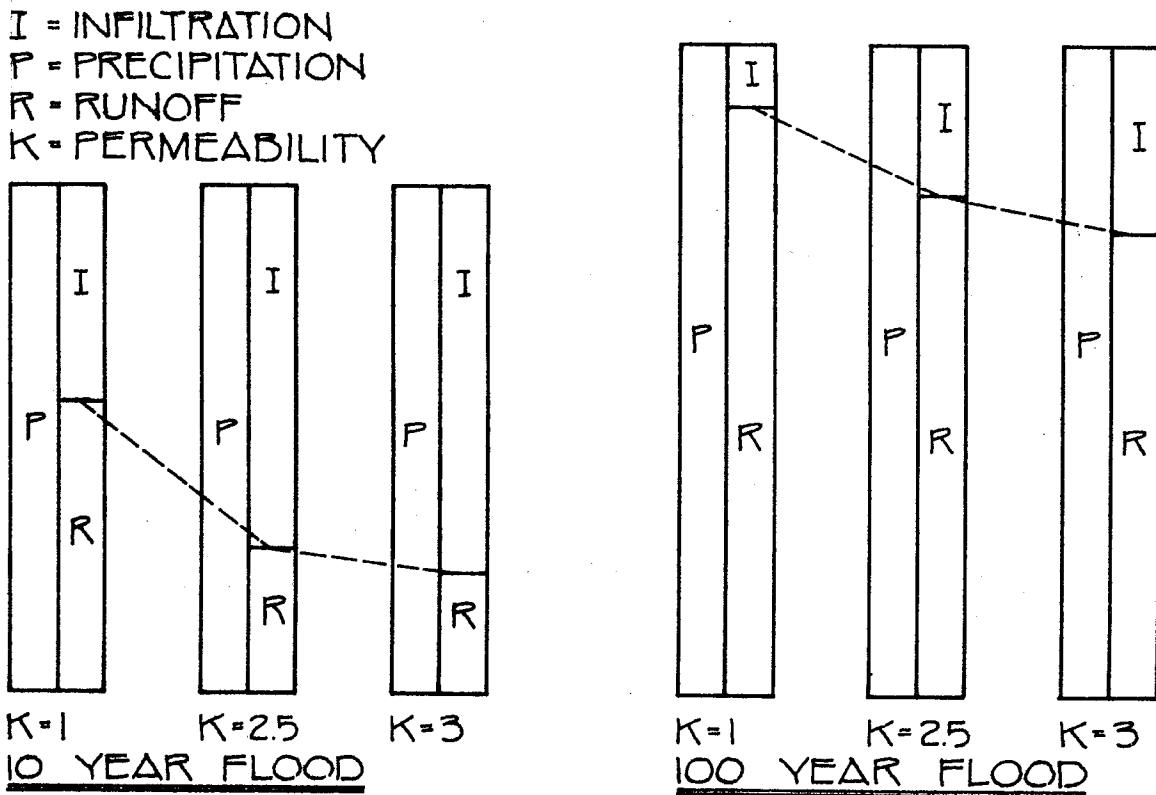 I = INFILTRATION
P = PRECIPITATION
R = RUNOFF
K = PERMEABILITY
I I I
P P P
R R R
K=1 K=2.5 K=3
10 YEAR FLOOD
I I I
P P P
R R R
K=1 K=2.5 K=3
100 YEAR FLOOD